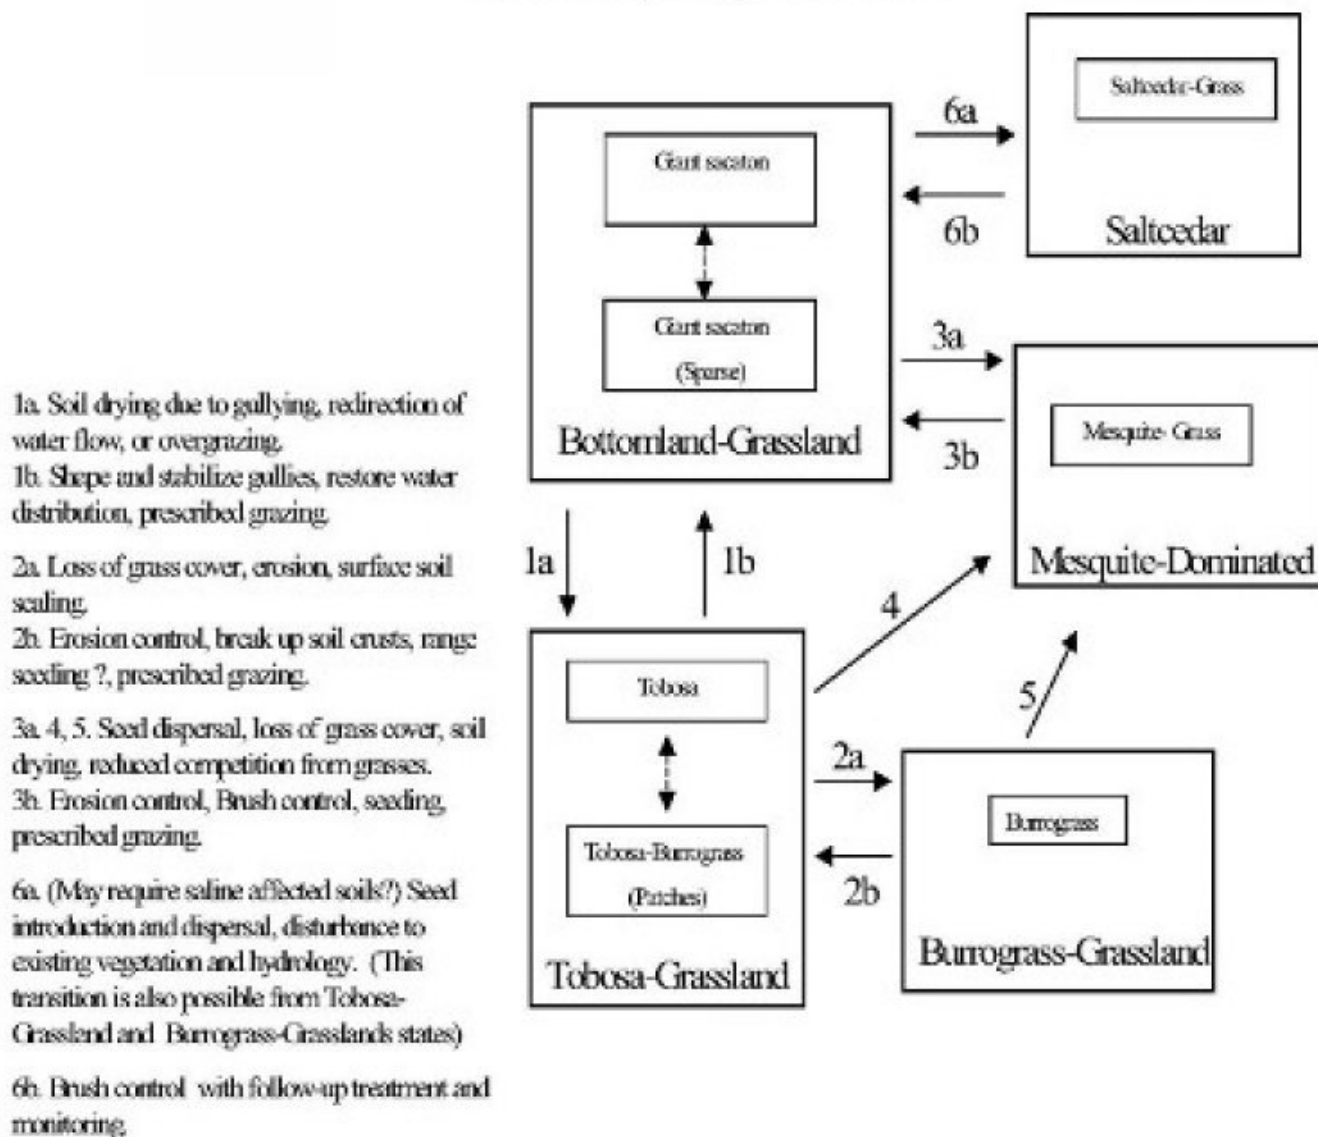 6a
Saltcedar-Grass
Giant sacaton
6b
Saltcedar
Giant sacaton
(Sparse)
3a
Bottomland-Grassland
3b
Mesquite- Grass
Mesquite-Dominated
1a. Soil drying due to gullying, redirection of
water flow, or overgrazing.
1b. Shape and stabilize gullies, restore water
distribution, prescribed grazing.
2a. Loss of grass cover, erosion, surface soil
sealing.
2b. Erosion control, break up soil crusts, range
seeding ?, prescribed grazing.
3a. 4, 5. Seed dispersal, loss of grass cover, soil
drying, reduced competition from grasses.
3b. Erosion control, Brush control, seeding,
prescribed grazing.
6a. (May require saline affected soils?) Seed
introduction and dispersal, disturbance to
existing vegetation and hydrology. (This
transition is also possible from Tobosa-
Grassland and Burrograss-Grasslands states)
6b. Brush control with follow-up treatment and
monitoring.
1a
1b
4
5
Tobosa
2a
Tobosa-Burrograss
(Patches)
2b
Tobosa-Grassland
Burrograss
Burrograss-Grassland